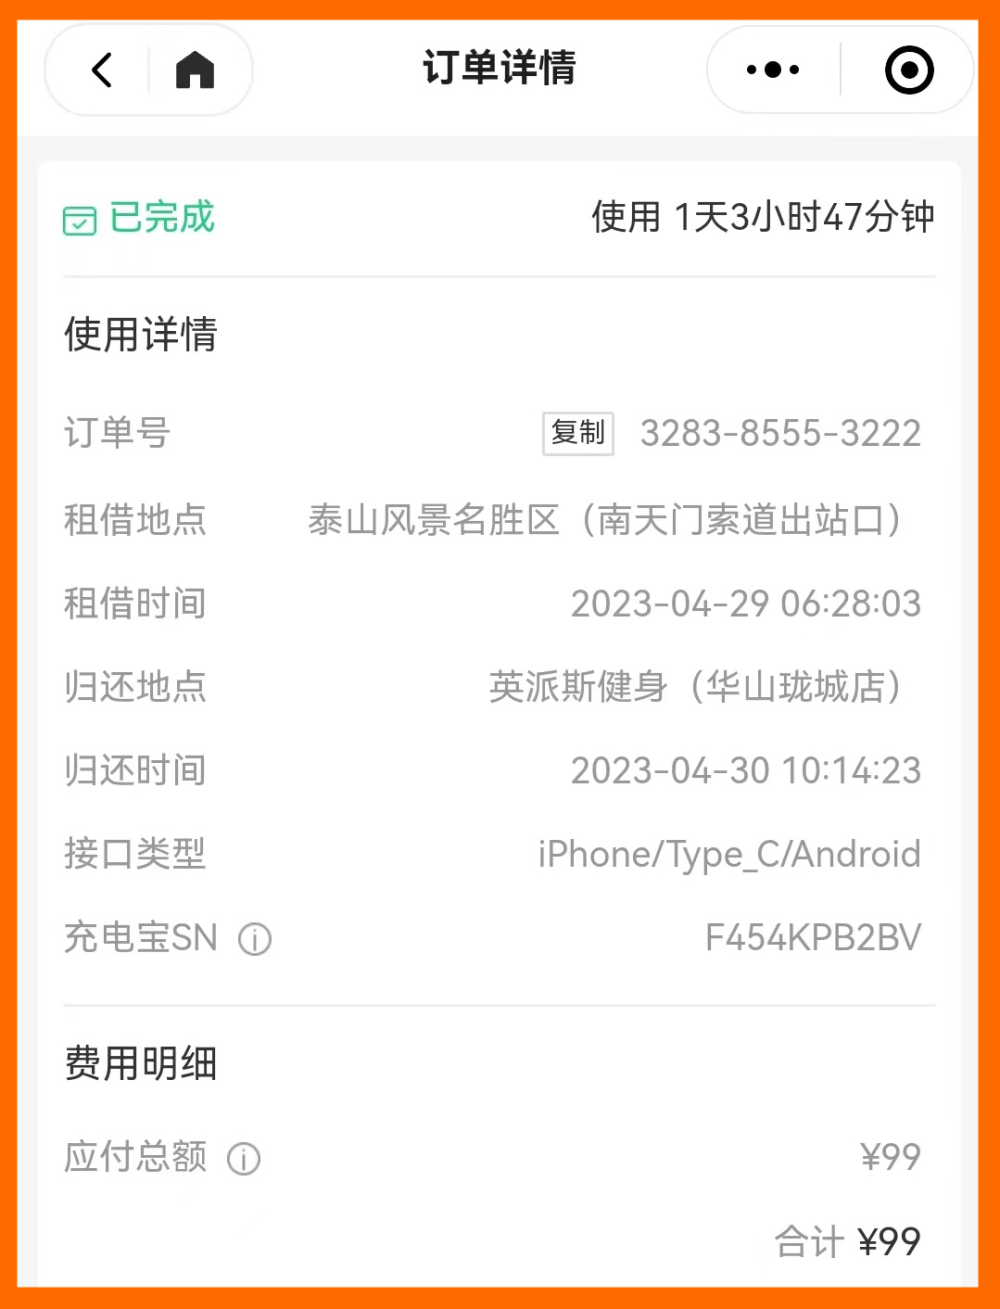 订单详情
已完成 使用 1天3小时47分钟
使用详情
订单号 复制 3283-8555-3222
租借地点 泰山风景名胜区（南天门索道出站口）
租借时间 2023-04-29 06:28:03
归还地点 英派斯健身（华山珑城店）
归还时间 2023-04-30 10:14:23
接口类型 iPhone/Type_C/Android
充电宝SN F454KPB2BV
费用明细
应付总额 ¥99
合计 ¥99